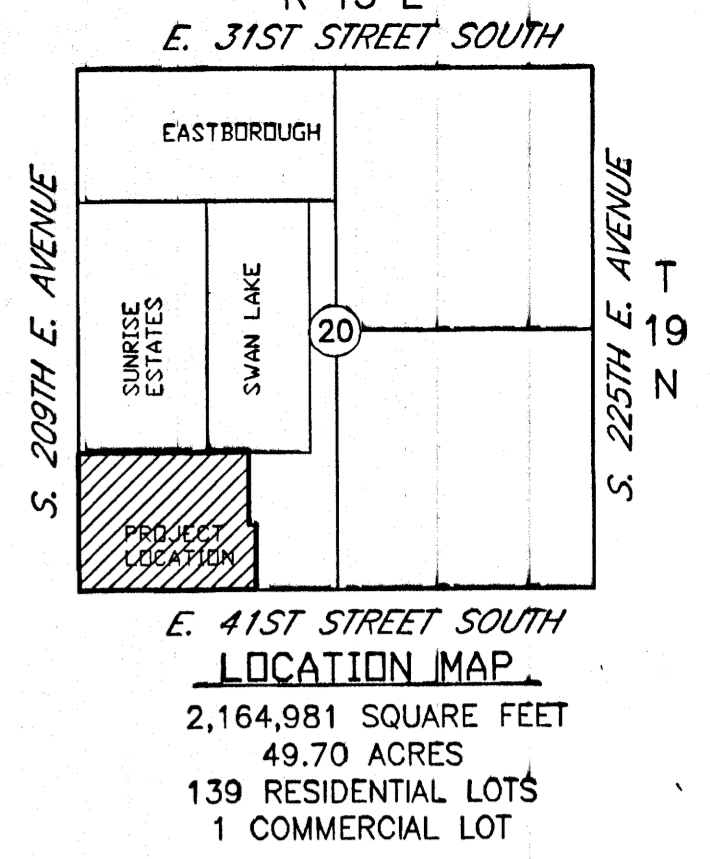 E. 31ST STREET SOUTH
EASTBOROUGH
S. 209TH E. AVENUE
SUNRISE
ESTATES
SWAN LAKE
20
S. 225TH E. AVENUE
T
19
N
PROJECT
LOCATION
E. 41ST STREET SOUTH
LOCATION MAP
2,164,981 SQUARE FEET
49.70 ACRES
139 RESIDENTIAL LOTS
1 COMMERCIAL LOT